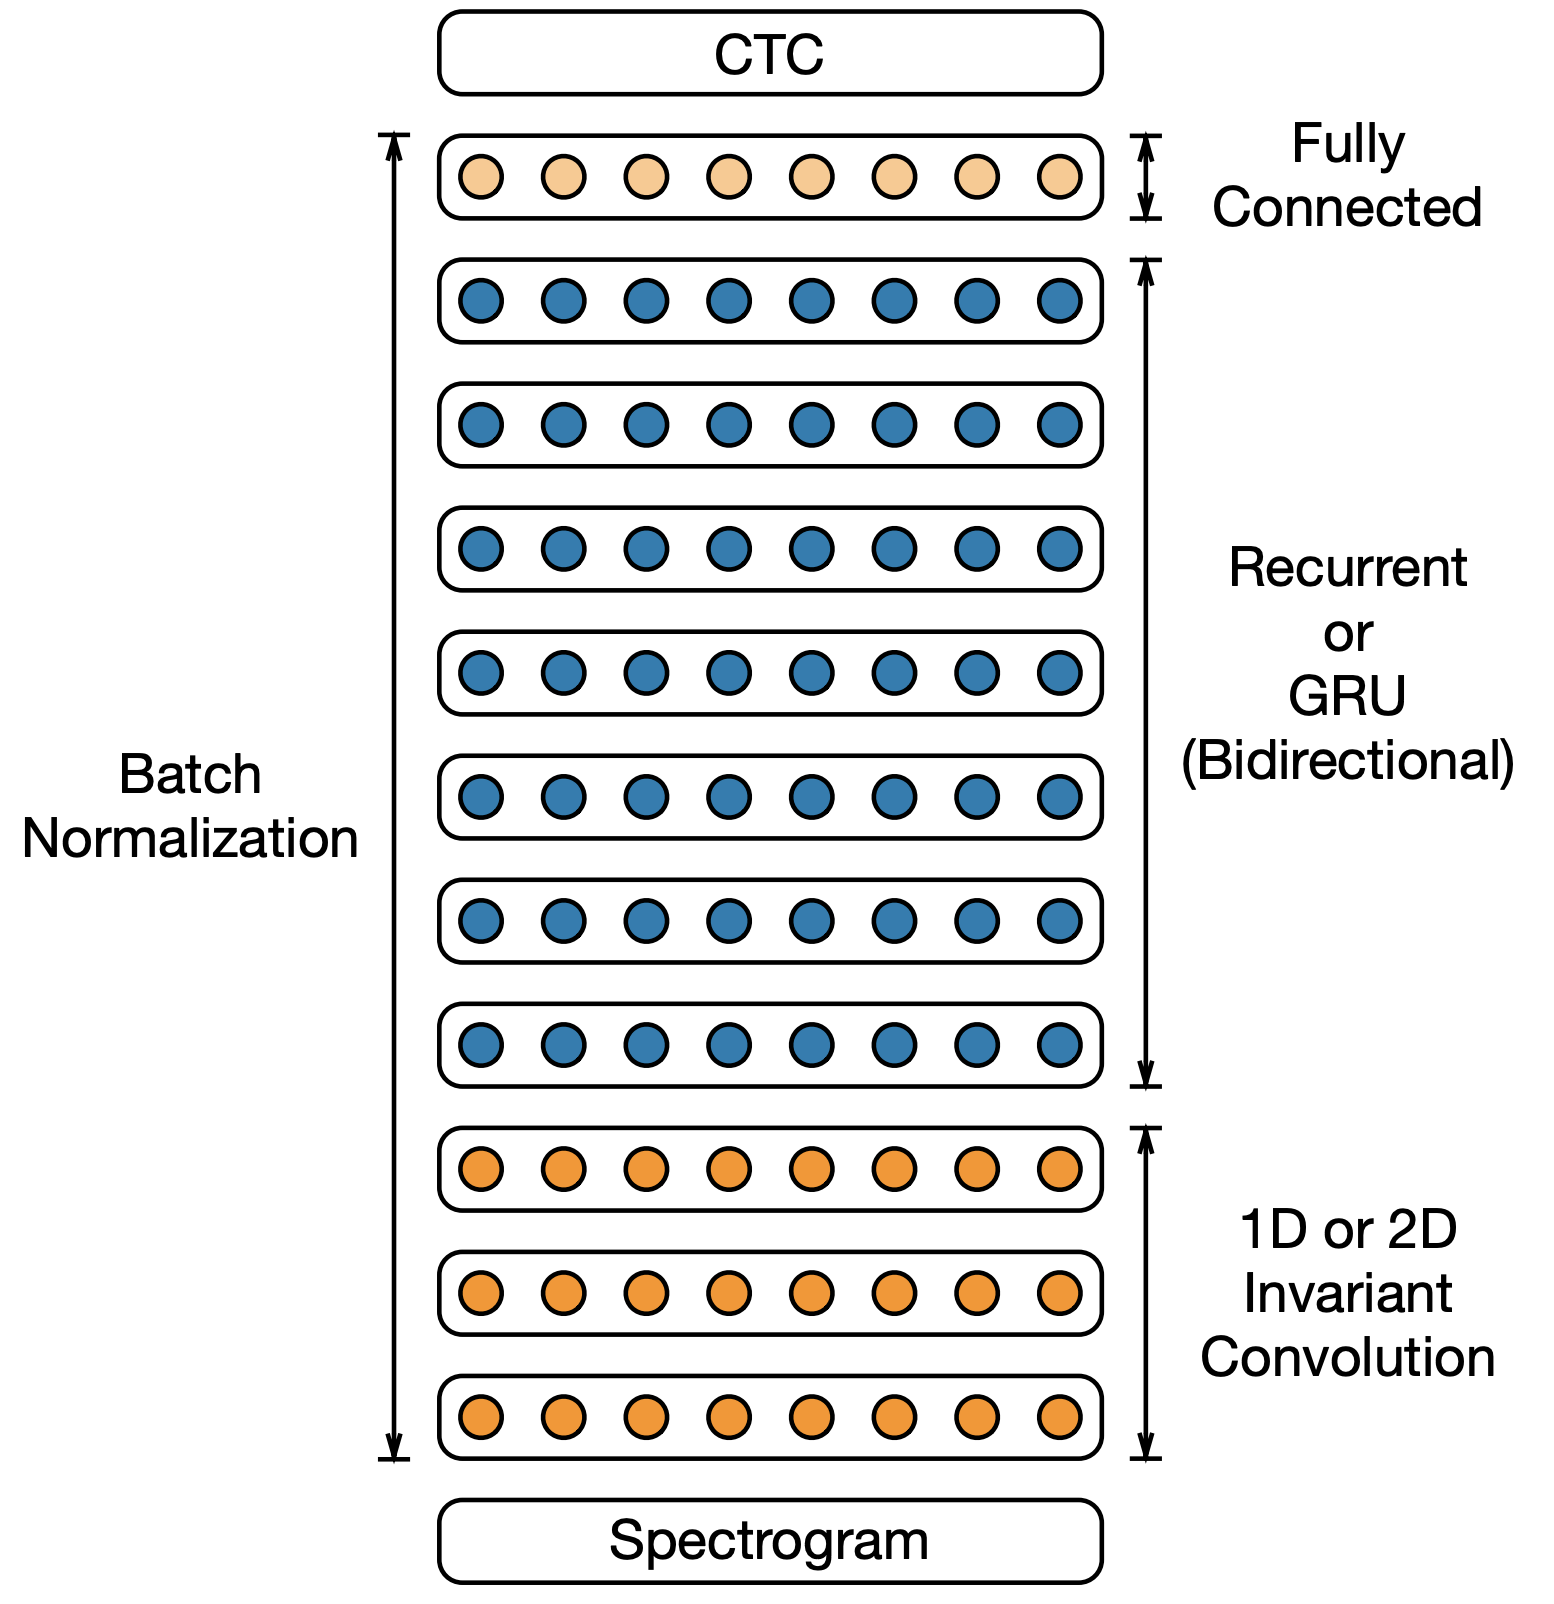 CTC
Fully
Connected
Recurrent
or
GRU
(Bidirectional)
Batch
Normalization
1D or 2D
Invariant
Convolution
Spectrogram